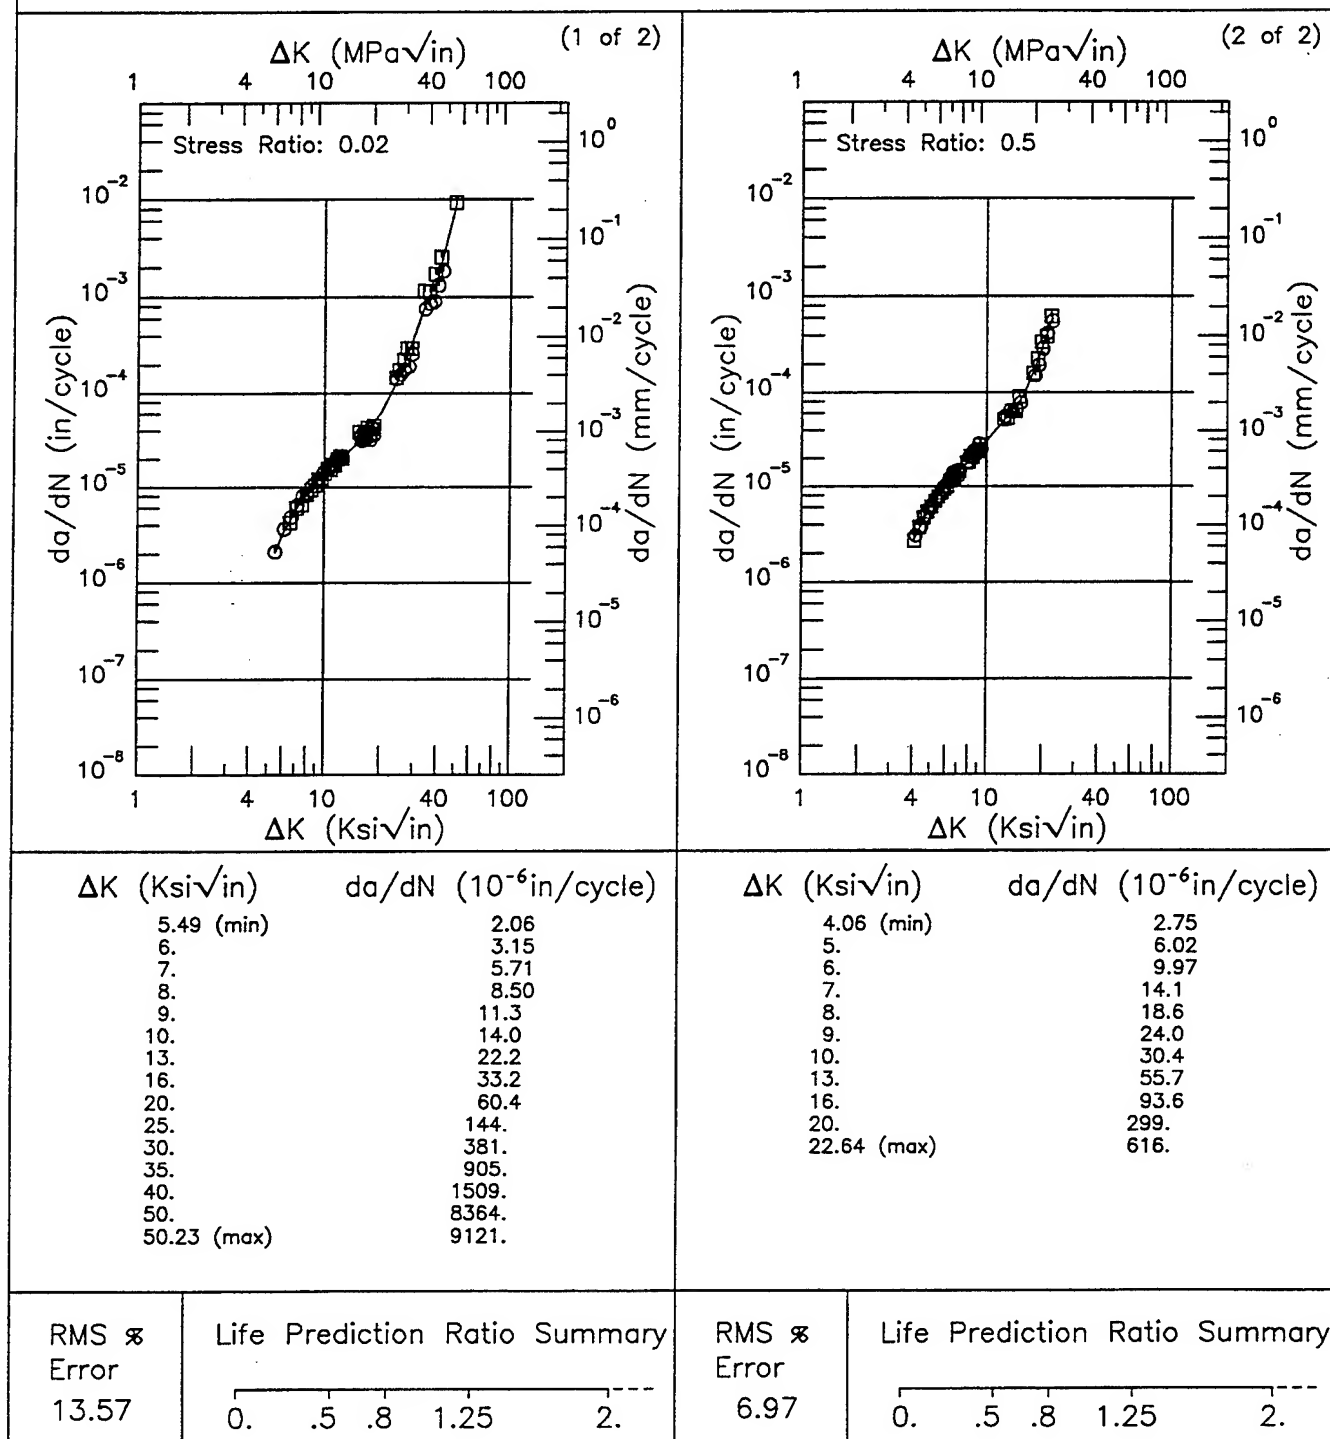 (1 of 2)
ΔK (MPa√in)
1 4 10 40 100
Stress Ratio: 0.02
10⁰
10⁻²
10⁻¹
10⁻³
10⁻²
10⁻⁴
10⁻³
10⁻⁵
10⁻⁴
10⁻⁶
10⁻⁵
10⁻⁷
10⁻⁶
10⁻⁸
da/dN (in/cycle)
da/dN (mm/cycle)
1 4 10 40 100
ΔK (Ksi√in)
(2 of 2)
ΔK (MPa√in)
1 4 10 40 100
Stress Ratio: 0.5
10⁰
10⁻²
10⁻¹
10⁻³
10⁻²
10⁻⁴
10⁻³
10⁻⁵
10⁻⁴
10⁻⁶
10⁻⁵
10⁻⁷
10⁻⁶
10⁻⁸
da/dN (in/cycle)
da/dN (mm/cycle)
1 4 10 40 100
ΔK (Ksi√in)
ΔK (Ksi√in) da/dN (10⁻⁶in/cycle)
5.49 (min) 2.06
6. 3.15
7. 5.71
8. 8.50
9. 11.3
10. 14.0
13. 22.2
16. 33.2
20. 60.4
25. 144.
30. 381.
35. 905.
40. 1509.
50. 8364.
50.23 (max) 9121.
ΔK (Ksi√in) da/dN (10⁻⁶in/cycle)
4.06 (min) 2.75
5. 6.02
6. 9.97
7. 14.1
8. 18.6
9. 24.0
10. 30.4
13. 55.7
16. 93.6
20. 299.
22.64 (max) 616.
RMS %
Error
13.57
Life Prediction Ratio Summary
0. .5 .8 1.25 2.
RMS %
Error
6.97
Life Prediction Ratio Summary
0. .5 .8 1.25 2.